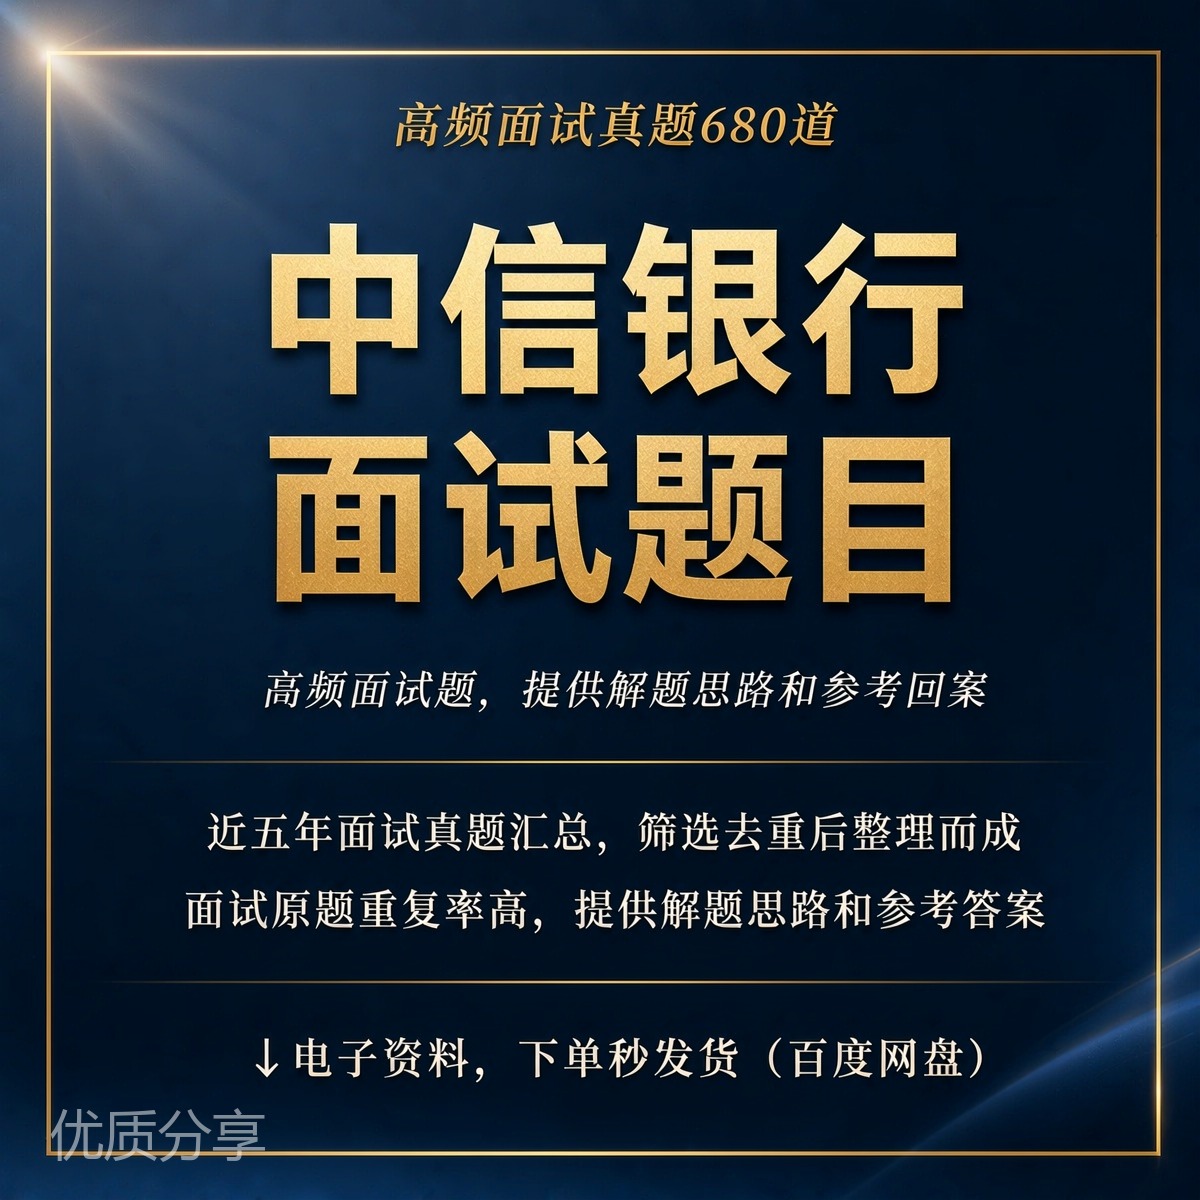 高频面试真题680道
中信银行
面试题目
高频面试题，提供解题思路和参考回案
近五年面试真题汇总，筛选去重后整理而成
面试原题重复率高，提供解题思路和参考答案
↓电子资料，下单秒发货（百度网盘）
优质分享